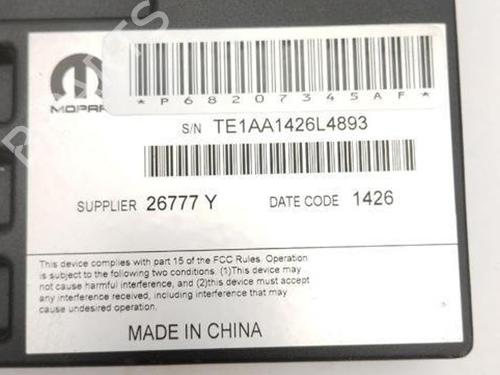 MOPAR
*P68207345AF*
S/N TE1AA1426L4893
SUPPLIER 26777 Y DATE CODE 1426
This device complies with part 15 of the FCC Rules. Operation
is subject to the following two conditions. (1)This device may
not cause harmful interference, and (2)this device must accept
any interference received, including interference that may
cause undesired operation.
MADE IN CHINA